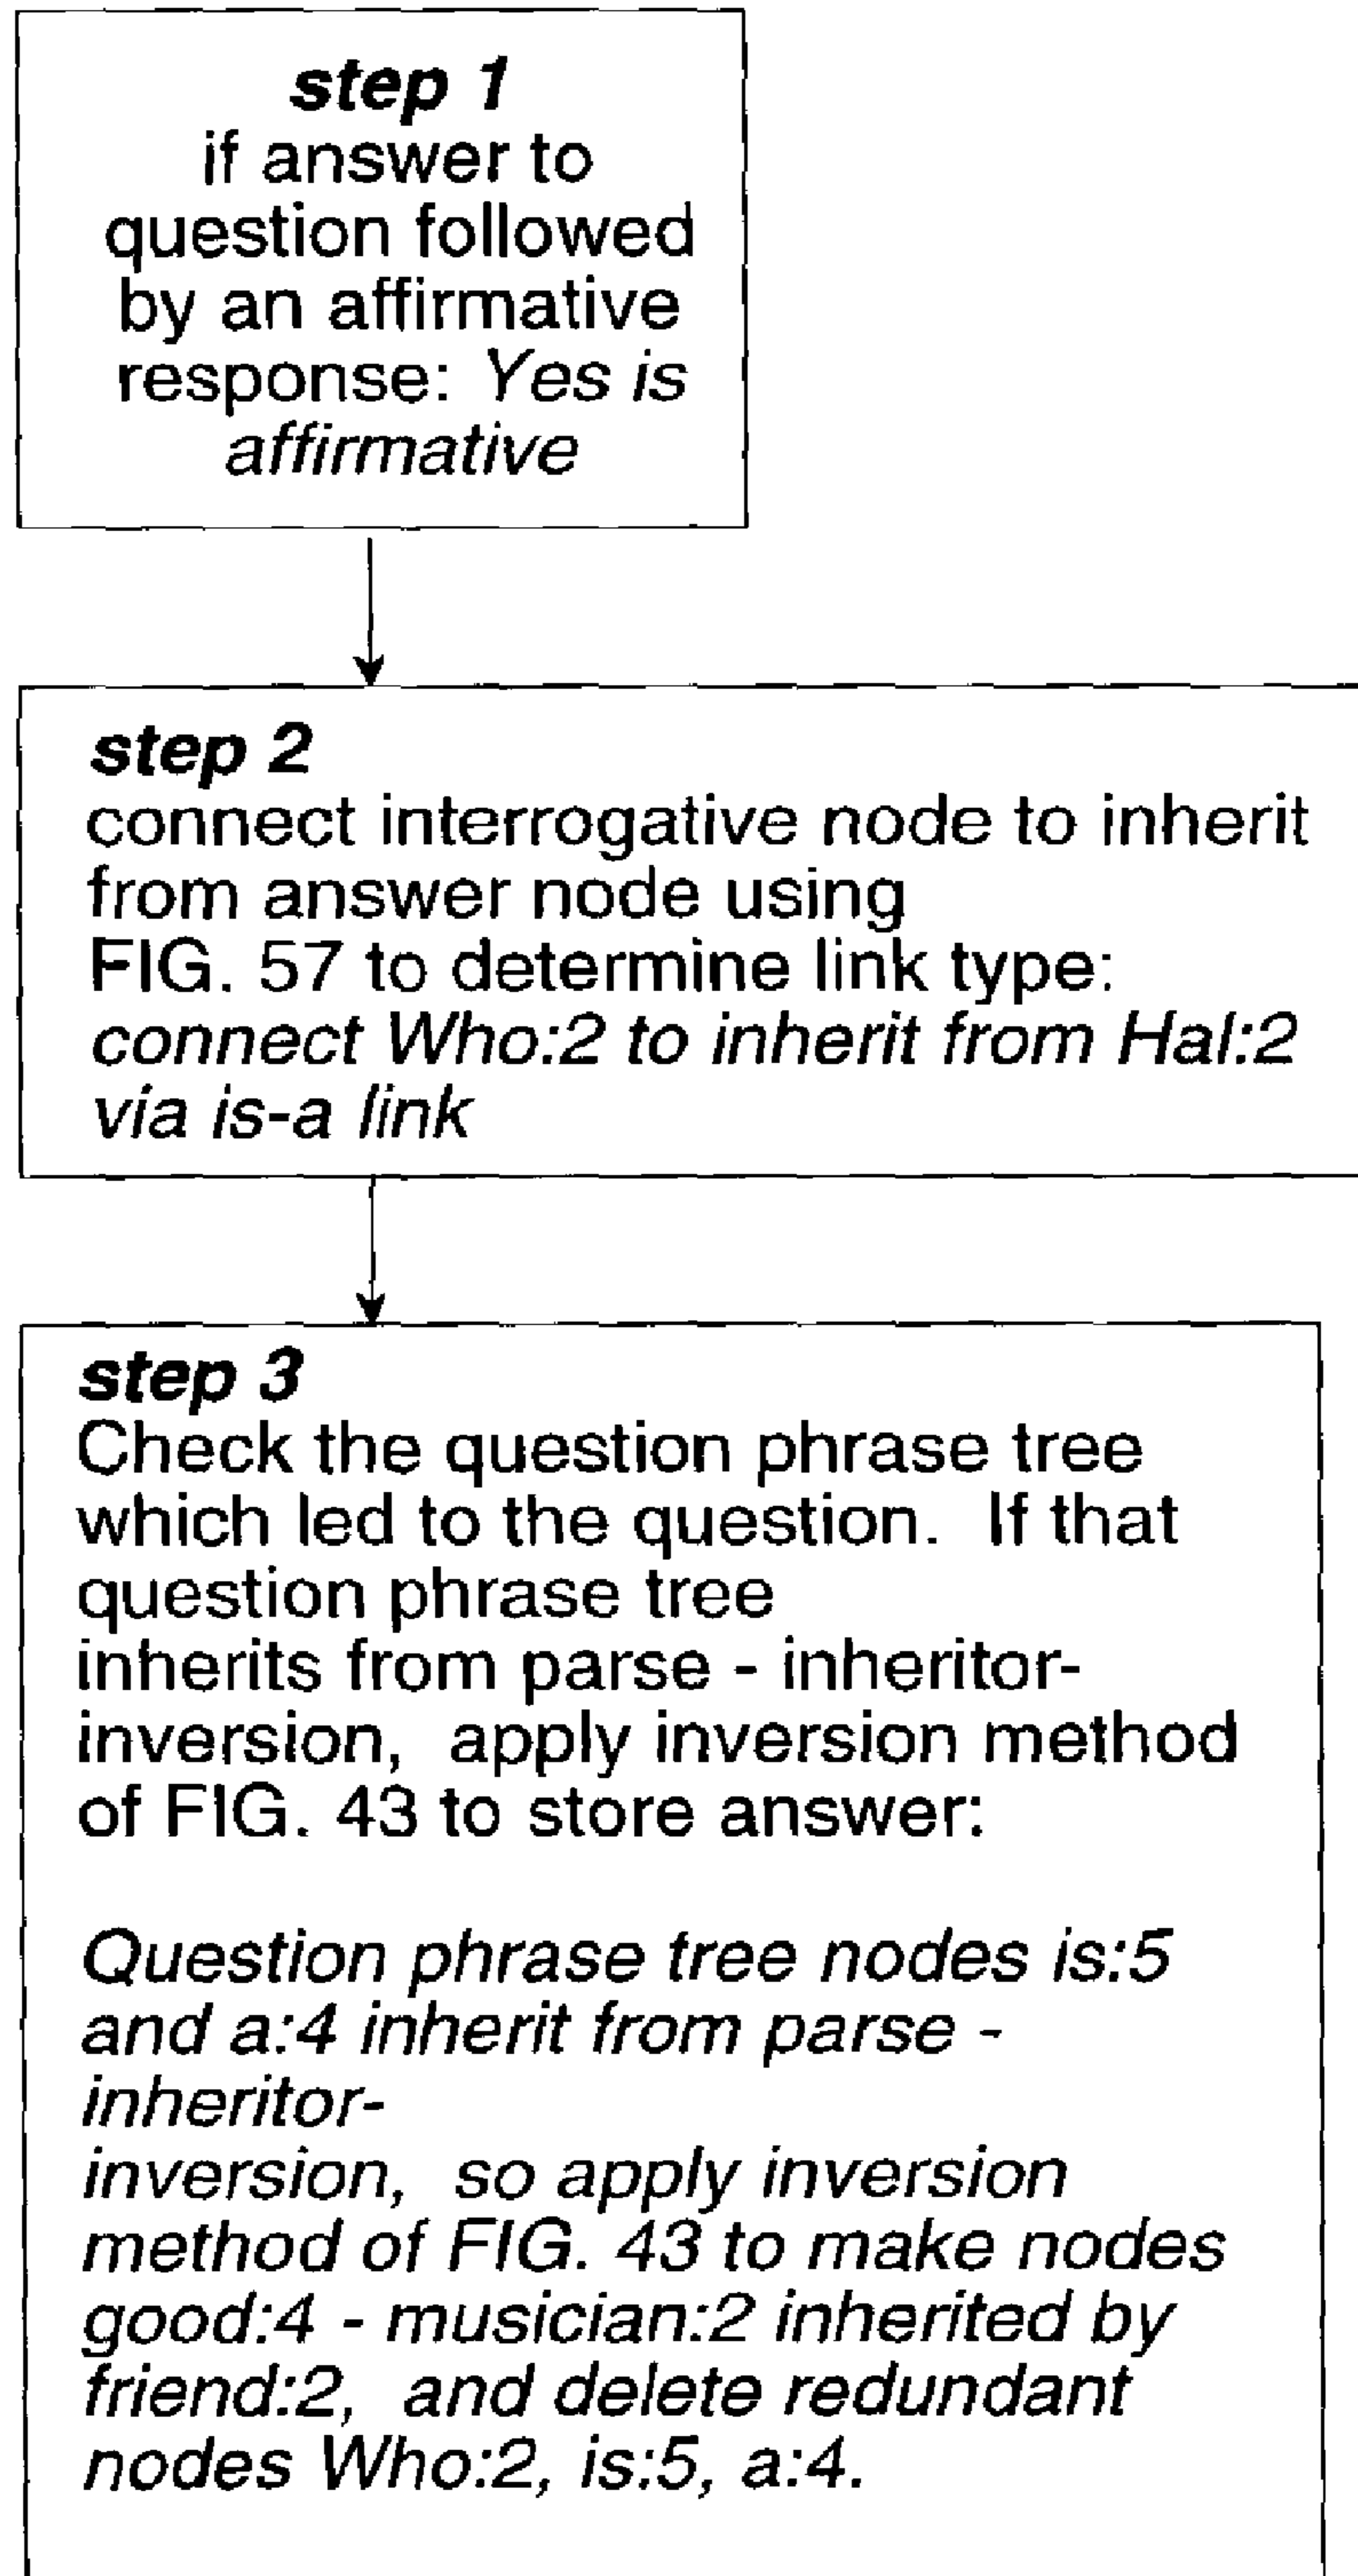 step 1
if answer to
question followed
by an affirmative
response: Yes is
affirmative
step 2
connect interrogative node to inherit
from answer node using
FIG. 57 to determine link type:
connect Who:2 to inherit from Hal:2
via is-a link
step 3
Check the question phrase tree
which led to the question. If that
question phrase tree
inherits from parse - inheritor-
inversion, apply inversion method
of FIG. 43 to store answer:
Question phrase tree nodes is:5
and a:4 inherit from parse -
inheritor-
inversion, so apply inversion
method of FIG. 43 to make nodes
good:4 - musician:2 inherited by
friend:2, and delete redundant
nodes Who:2, is:5, a:4.